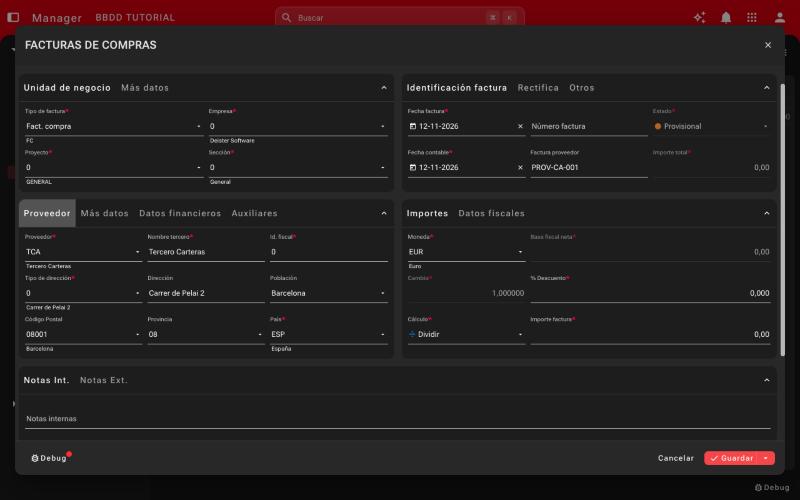 Manager BBDD TUTORIAL Buscar ⌘ K
FACTURAS DE COMPRAS
Unidad de negocio Más datos
Tipo de factura* Empresa*
Fact. compra 0
FC Deister Software
Proyecto* Sección*
0 0
GENERAL General
Identificación factura Rectifica Otros
Fecha factura* Estado*
12-11-2026 Número factura Provisional
Fecha contable* Factura proveedor Importe total*
12-11-2026 PROV-CA-001 0,00
Proveedor Más datos Datos financieros Auxiliares
Proveedor* Nombre tercero* Id. fiscal*
TCA Tercero Carteras 0
Tercero Carteras
Tipo de dirección* Dirección Población
0 Carrer de Pelai 2 Barcelona
Carrer de Pelai 2
Código Postal Provincia País*
08001 08 ESP
Barcelona España
Importes Datos fiscales
Moneda* Base fiscal neta*
EUR 0,00
Euro
Cambio* % Descuento*
1,000000 0,000
Cálculo* Importe factura*
Dividir 0,00
Notas Int. Notas Ext.
Notas internas
Debug Cancelar Guardar
Debug